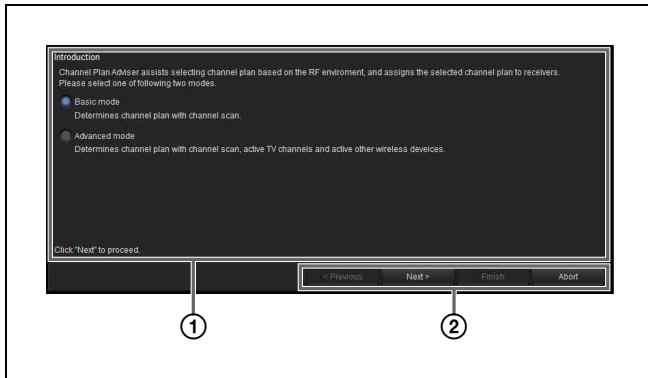 Introduction
Channel Plan Adviser assists selecting channel plan based on the RF enviroment, and assigns the selected channel plan to receivers.
Please select one of following two modes.
Basic mode
Determines channel plan with channel scan.
Advanced mode
Determines channel plan with channel scan, active TV channels and active other wireless deveices.
Click "Next" to proceed.
< Previous Next > Finish Abort
1 2